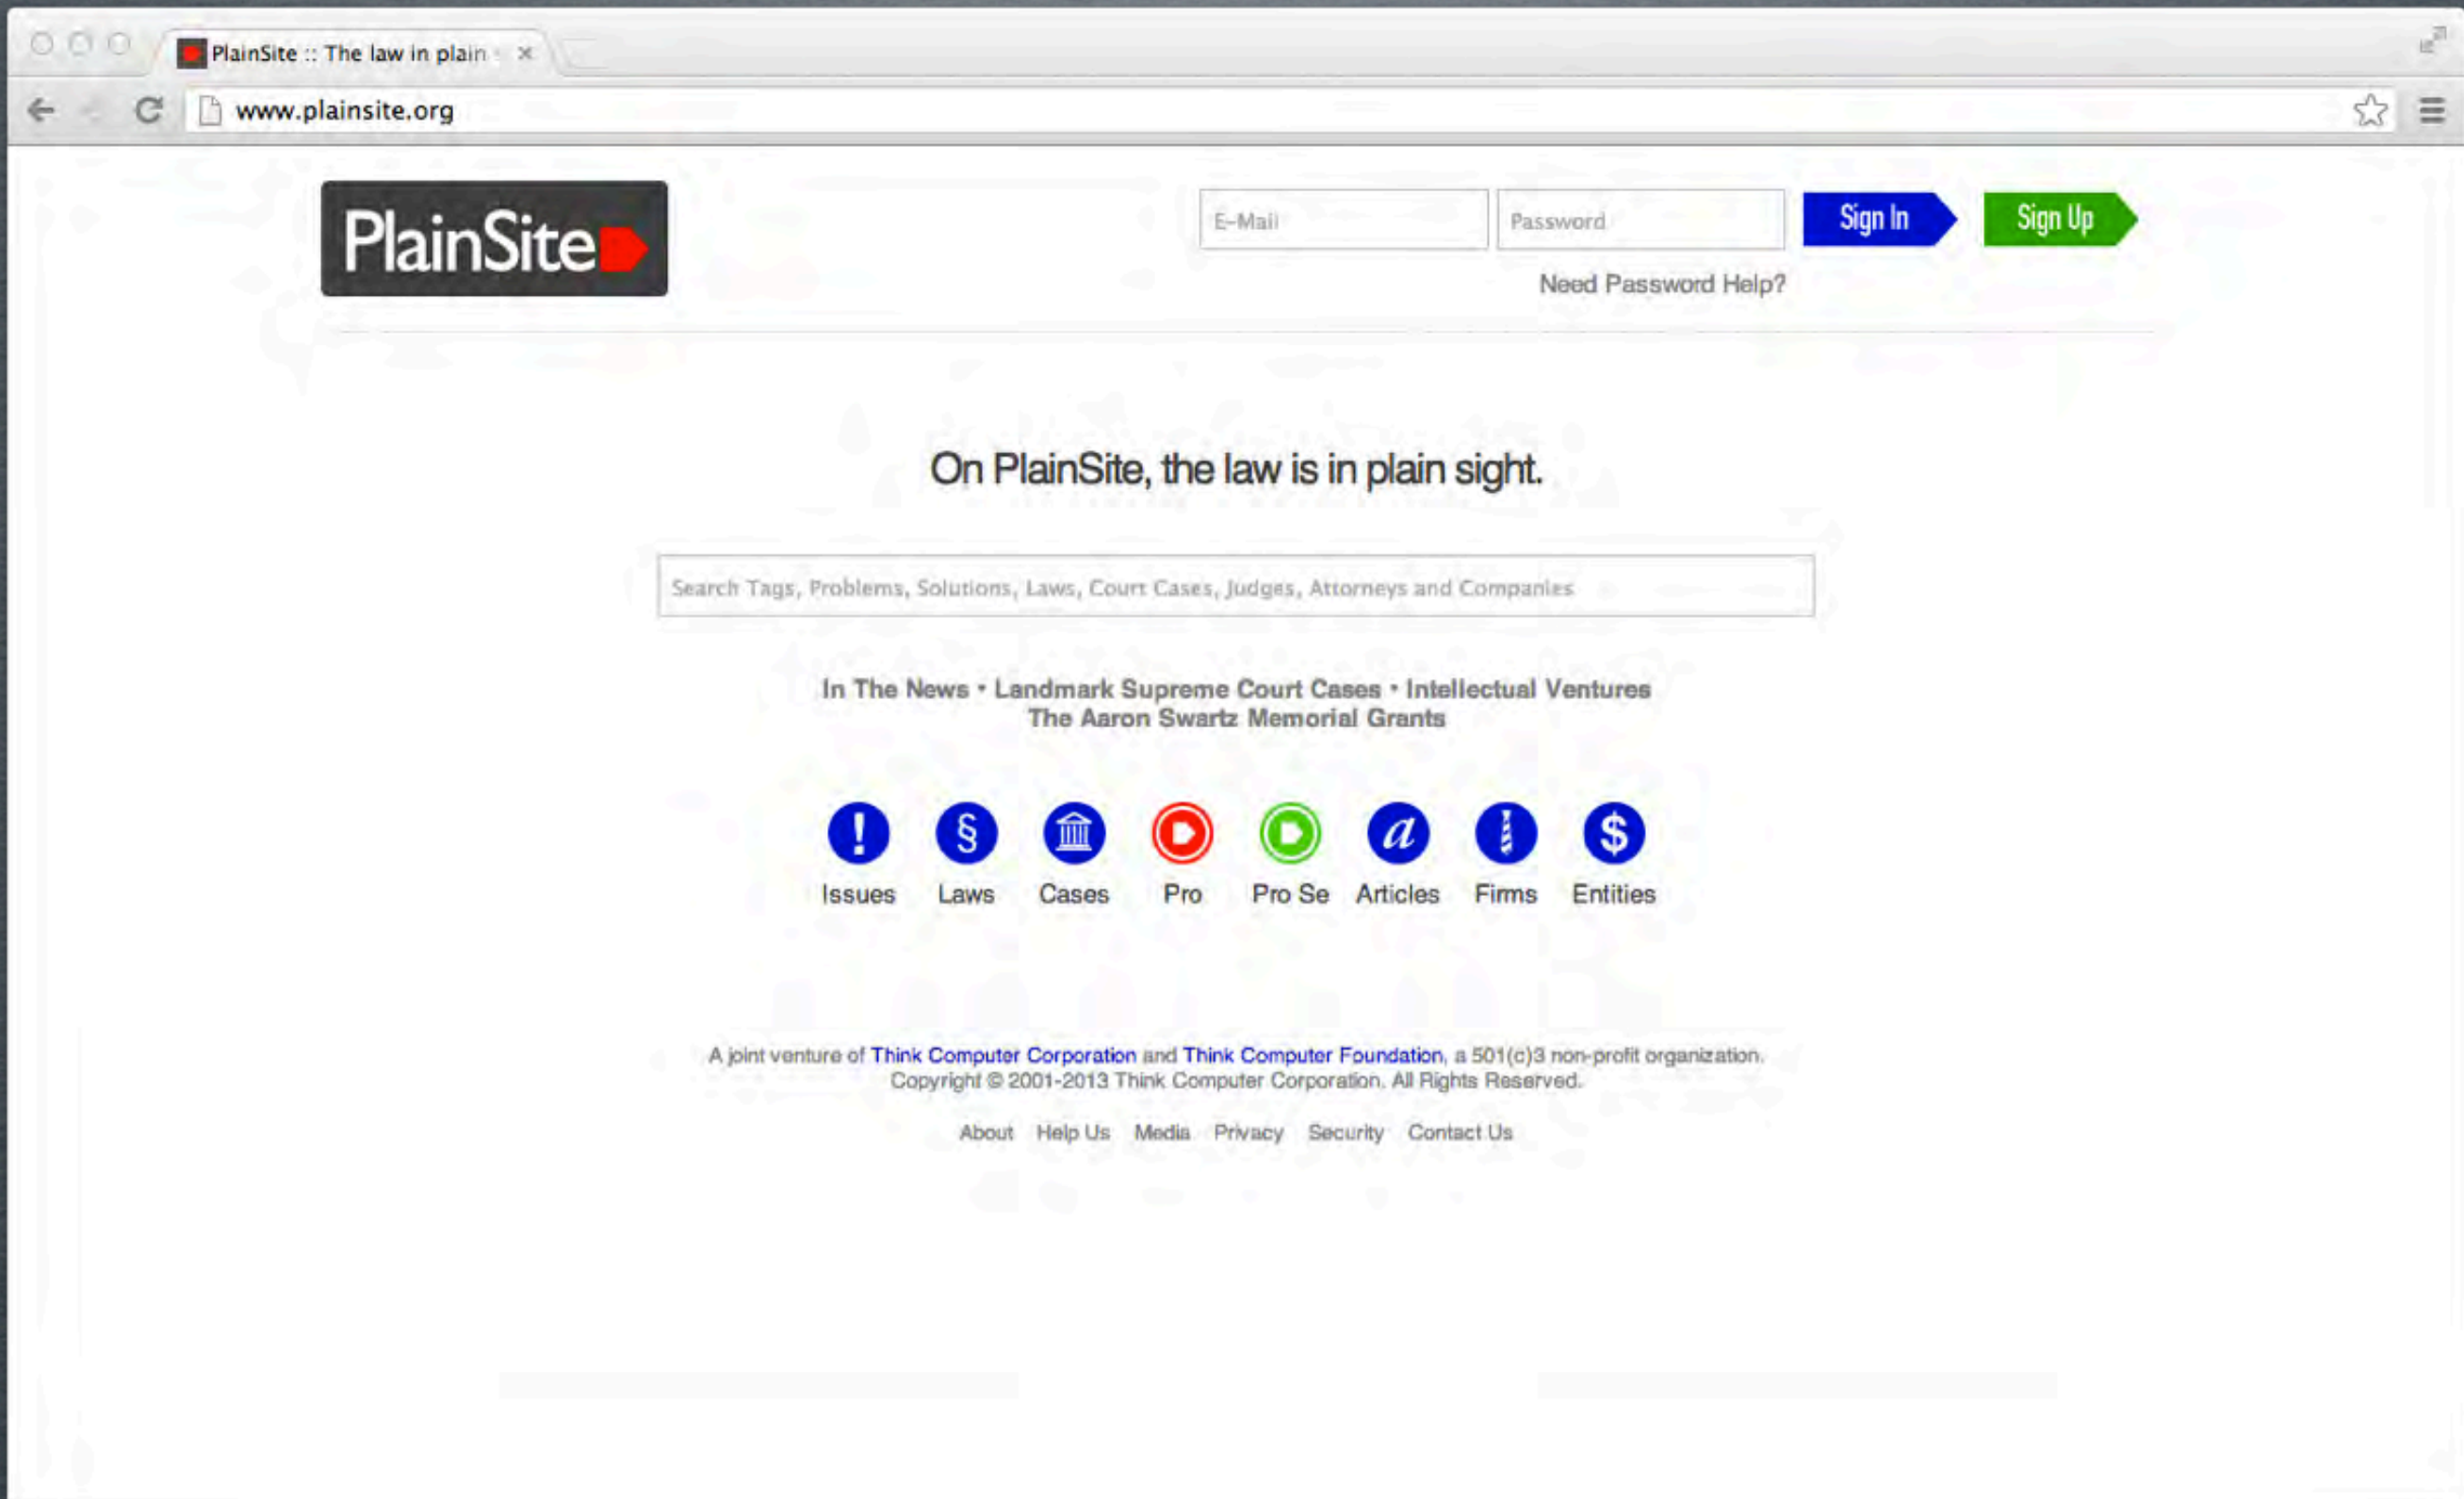 PlainSite :: The law in plain
www.plainsite.org
PlainSite
E-Mail
Password
Sign In
Sign Up
Need Password Help?
On PlainSite, the law is in plain sight.
Search Tags, Problems, Solutions, Laws, Court Cases, Judges, Attorneys and Companies
In The News • Landmark Supreme Court Cases • Intellectual Ventures
The Aaron Swartz Memorial Grants
! § a $
Issues Laws Cases Pro Pro Se Articles Firms Entities
A joint venture of Think Computer Corporation and Think Computer Foundation, a 501(c)3 non-profit organization.
Copyright © 2001-2013 Think Computer Corporation. All Rights Reserved.
About Help Us Media Privacy Security Contact Us